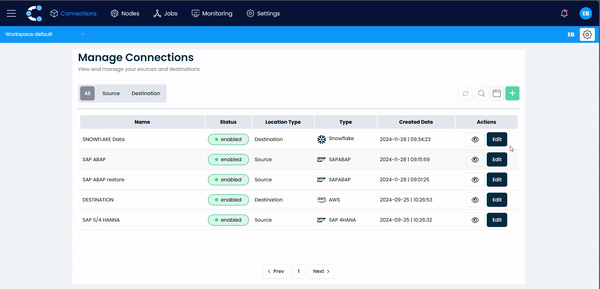 Connections Nodes Jobs Monitoring Settings EB
Workspace default EB
Manage Connections
View and manage your sources and destinations
All Source Destination
Name Status Location Type Type Created Date Actions
SNOWFLAKE Data enabled Destination Snowflake 2024-11-28 | 09:34:23 Edit
SAP ABAP enabled Source SAPABAP 2024-11-28 | 09:15:59 Edit
SAP ABAP restore enabled Source SAPABAP 2024-11-28 | 09:01:25 Edit
DESTINATION enabled Destination aws AWS 2024-09-25 | 10:26:53 Edit
SAP S/4 HANNA enabled Source SAP 4HANA 2024-09-25 | 10:26:32 Edit
< Prev 1 Next >